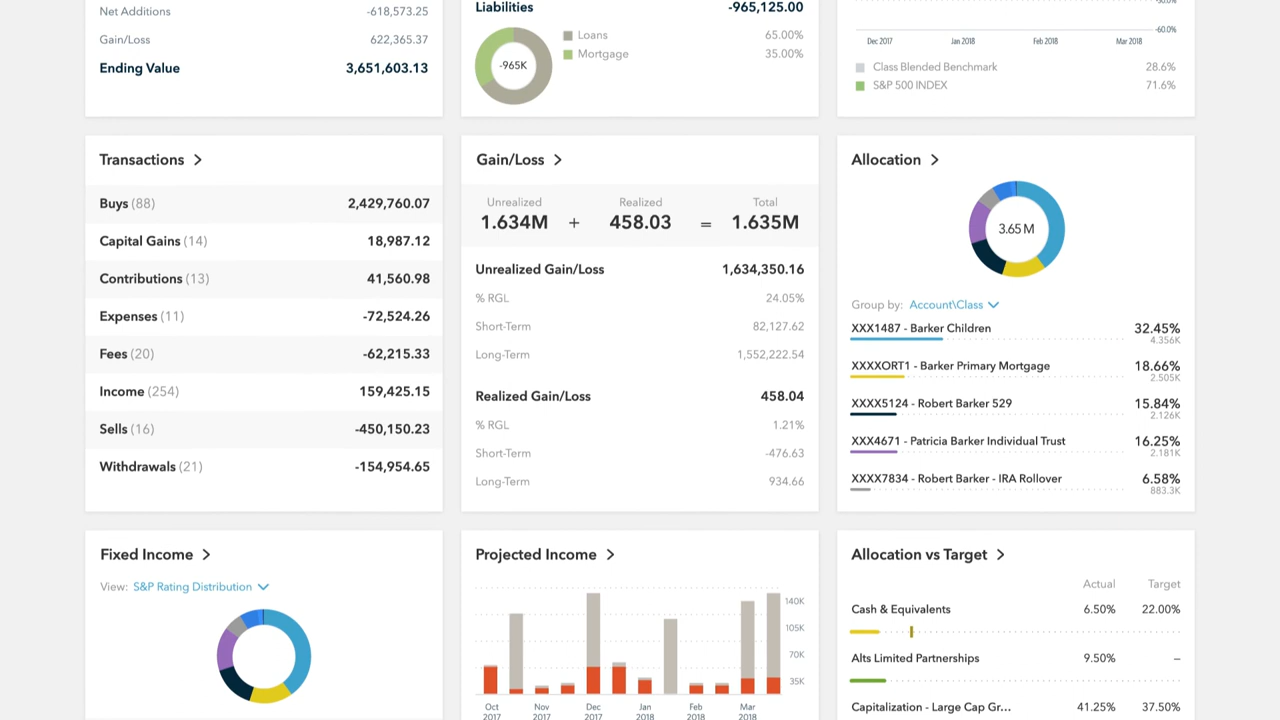 Net Additions -618,573.25
Gain/Loss 622,365.37
Ending Value 3,651,603.13
Liabilities -965,125.00
-965K
Loans 65.00%
Mortgage 35.00%
-60.0%
Dec 2017 Jan 2018 Feb 2018 Mar 2018
Class Blended Benchmark 28.6%
S&P 500 INDEX 71.6%
Transactions
Buys (88) 2,429,760.07
Capital Gains (14) 18,987.12
Contributions (13) 41,560.98
Expenses (11) -72,524.26
Fees (20) -62,215.33
Income (254) 159,425.15
Sells (16) -450,150.23
Withdrawals (21) -154,954.65
Gain/Loss
Unrealized Realized Total
1.634M + 458.03 = 1.635M
Unrealized Gain/Loss 1,634,350.16
% RGL 24.05%
Short-Term 82,127.62
Long-Term 1,552,222.54
Realized Gain/Loss 458.04
% RGL 1.21%
Short-Term -476.63
Long-Term 934.66
Allocation
3.65 M
Group by: Account\Class
XXX1487 - Barker Children 32.45%
4.356K
XXXXORT1 - Barker Primary Mortgage 18.66%
2.505K
XXXX5124 - Robert Barker 529 15.84%
2.126K
XXX4671 - Patricia Barker Individual Trust 16.25%
2.181K
XXXX7834 - Robert Barker - IRA Rollover 6.58%
883.3K
Fixed Income
View: S&P Rating Distribution
Projected Income
140K
105K
70K
35K
Oct Nov Dec Jan Feb Mar
2017 2017 2017 2018 2018 2018
Allocation vs Target
Actual Target
Cash & Equivalents 6.50% 22.00%
Alts Limited Partnerships 9.50% –
Capitalization - Large Cap Gr... 41.25% 37.50%